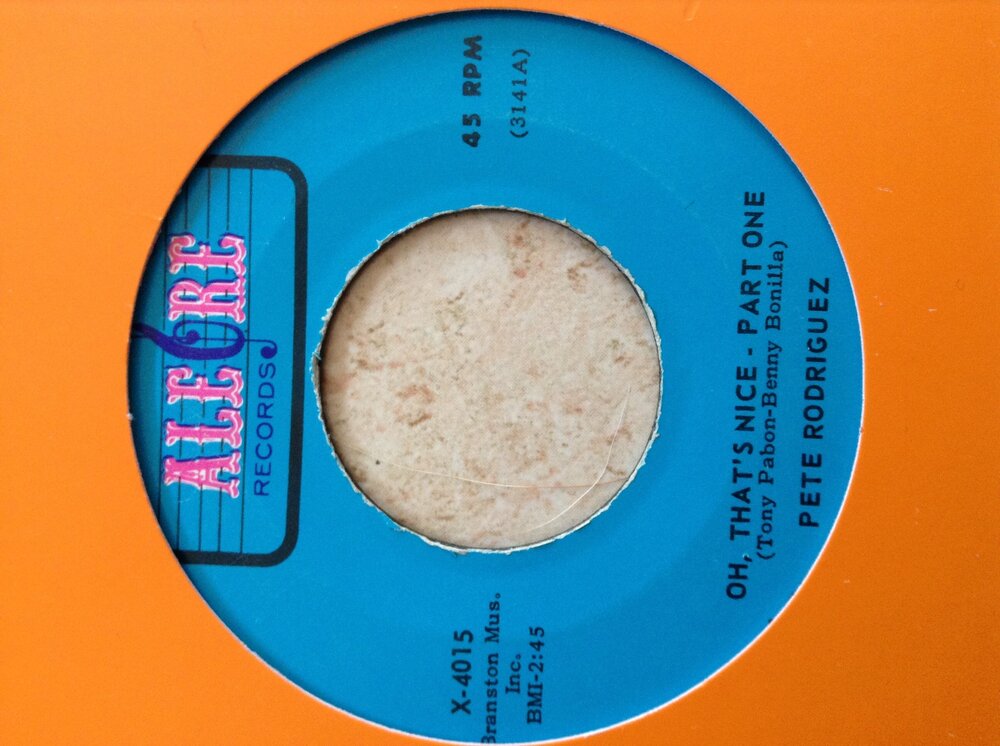 ALEGRE
RECORDS
X-4015
Branston Mus.
Inc.
BMI-2:45
45 RPM
(3141A)
OH, THAT'S NICE - PART ONE
(Tony Pabon-Benny Bonilla)
PETE RODRIGUEZ